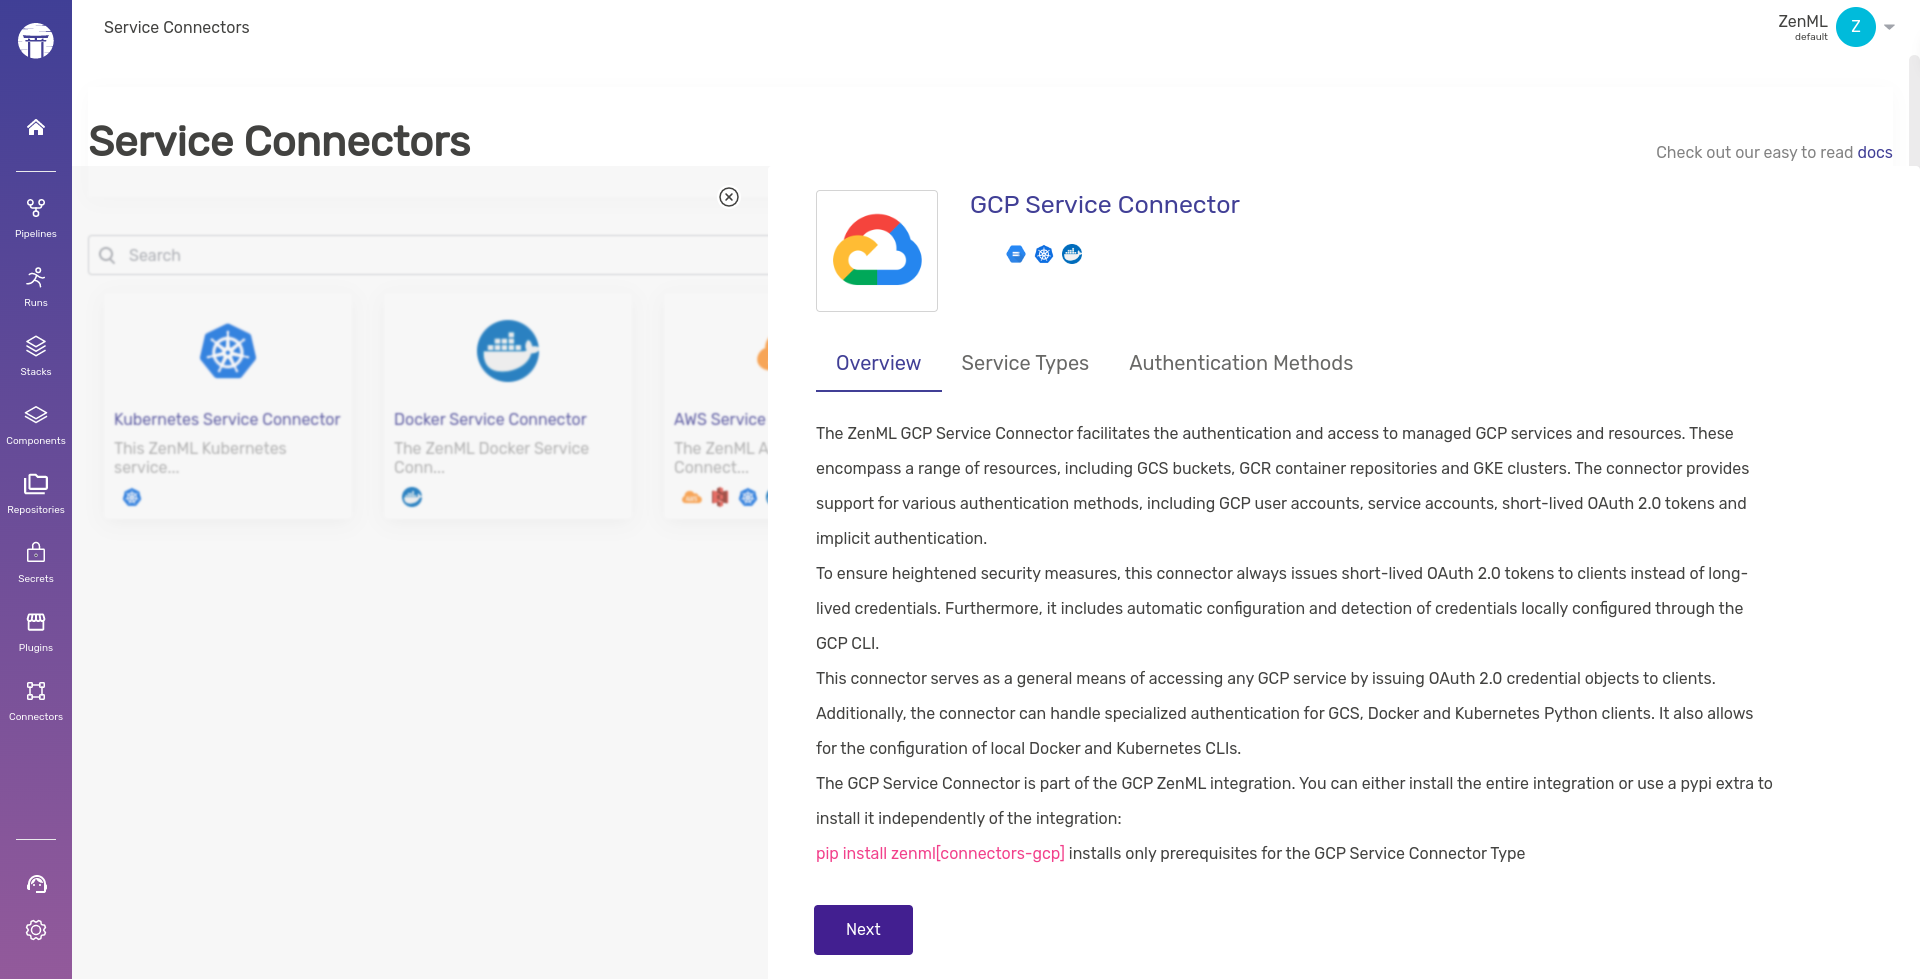 Service Connectors
ZenML
default
Z
Service Connectors
Check out our easy to read docs
Pipelines
Runs
Stacks
Components
Repositories
Secrets
Plugins
Connectors
Search
Kubernetes Service Connector
This ZenML Kubernetes
service...
Docker Service Connector
The ZenML Docker Service
Conn...
AWS Service
The ZenML A
Connect...
GCP Service Connector
Overview
Service Types
Authentication Methods
The ZenML GCP Service Connector facilitates the authentication and access to managed GCP services and resources. These
encompass a range of resources, including GCS buckets, GCR container repositories and GKE clusters. The connector provides
support for various authentication methods, including GCP user accounts, service accounts, short-lived OAuth 2.0 tokens and
implicit authentication.
To ensure heightened security measures, this connector always issues short-lived OAuth 2.0 tokens to clients instead of long-
lived credentials. Furthermore, it includes automatic configuration and detection of credentials locally configured through the
GCP CLI.
This connector serves as a general means of accessing any GCP service by issuing OAuth 2.0 credential objects to clients.
Additionally, the connector can handle specialized authentication for GCS, Docker and Kubernetes Python clients. It also allows
for the configuration of local Docker and Kubernetes CLIs.
The GCP Service Connector is part of the GCP ZenML integration. You can either install the entire integration or use a pypi extra to
install it independently of the integration:
pip install zenml[connectors-gcp] installs only prerequisites for the GCP Service Connector Type
Next